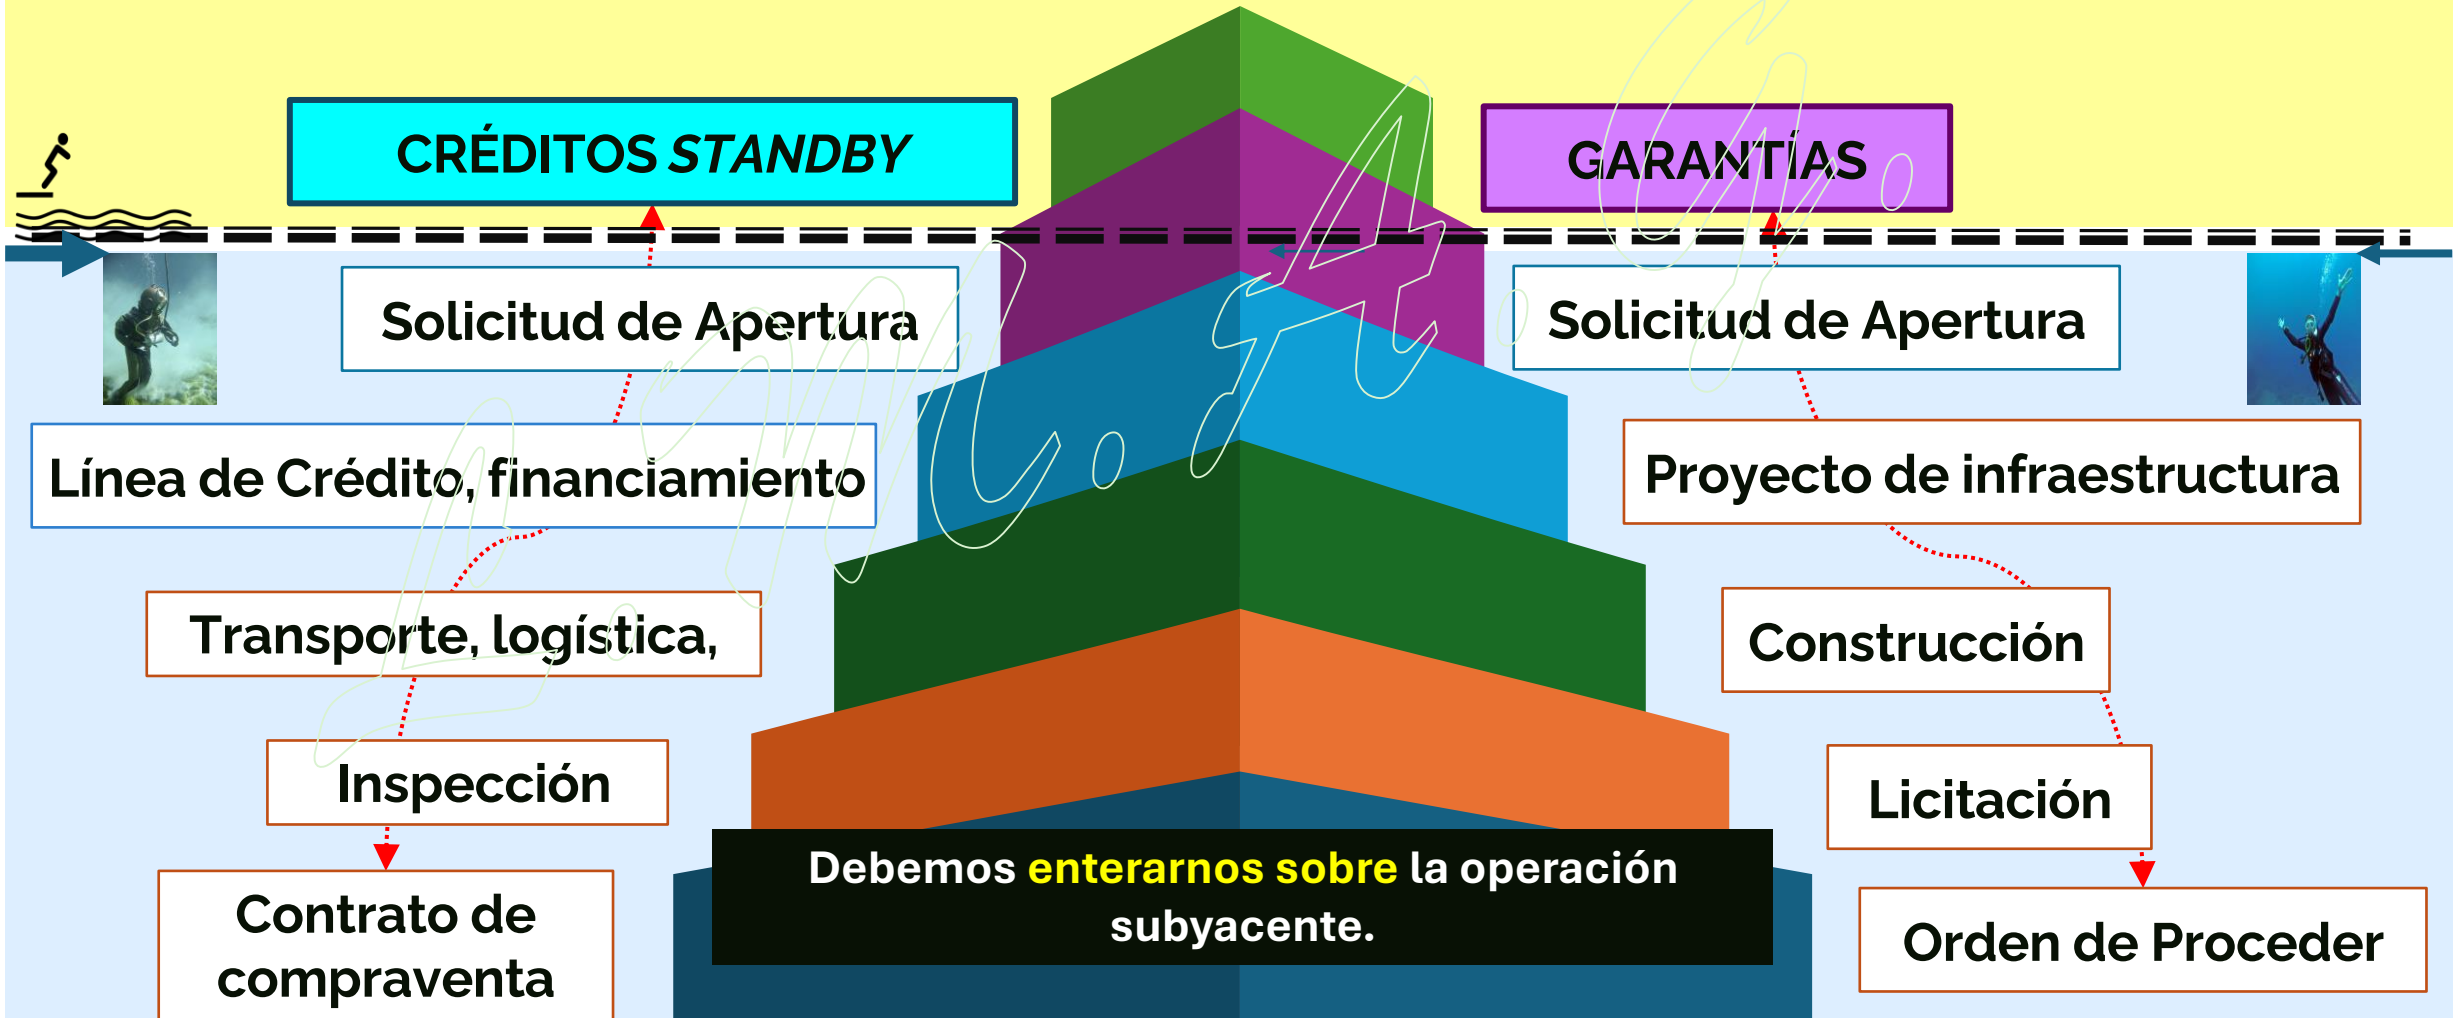 CRÉDITOS STANDBY
Solicitud de Apertura
Línea de Crédito, financiamiento
Transporte, logística,
Inspección
Contrato de
compraventa
GARANTÍAS
Solicitud de Apertura
Proyecto de infraestructura
Construcción
Licitación
Orden de Proceder
Debemos enterarnos sobre la operación
subyacente.